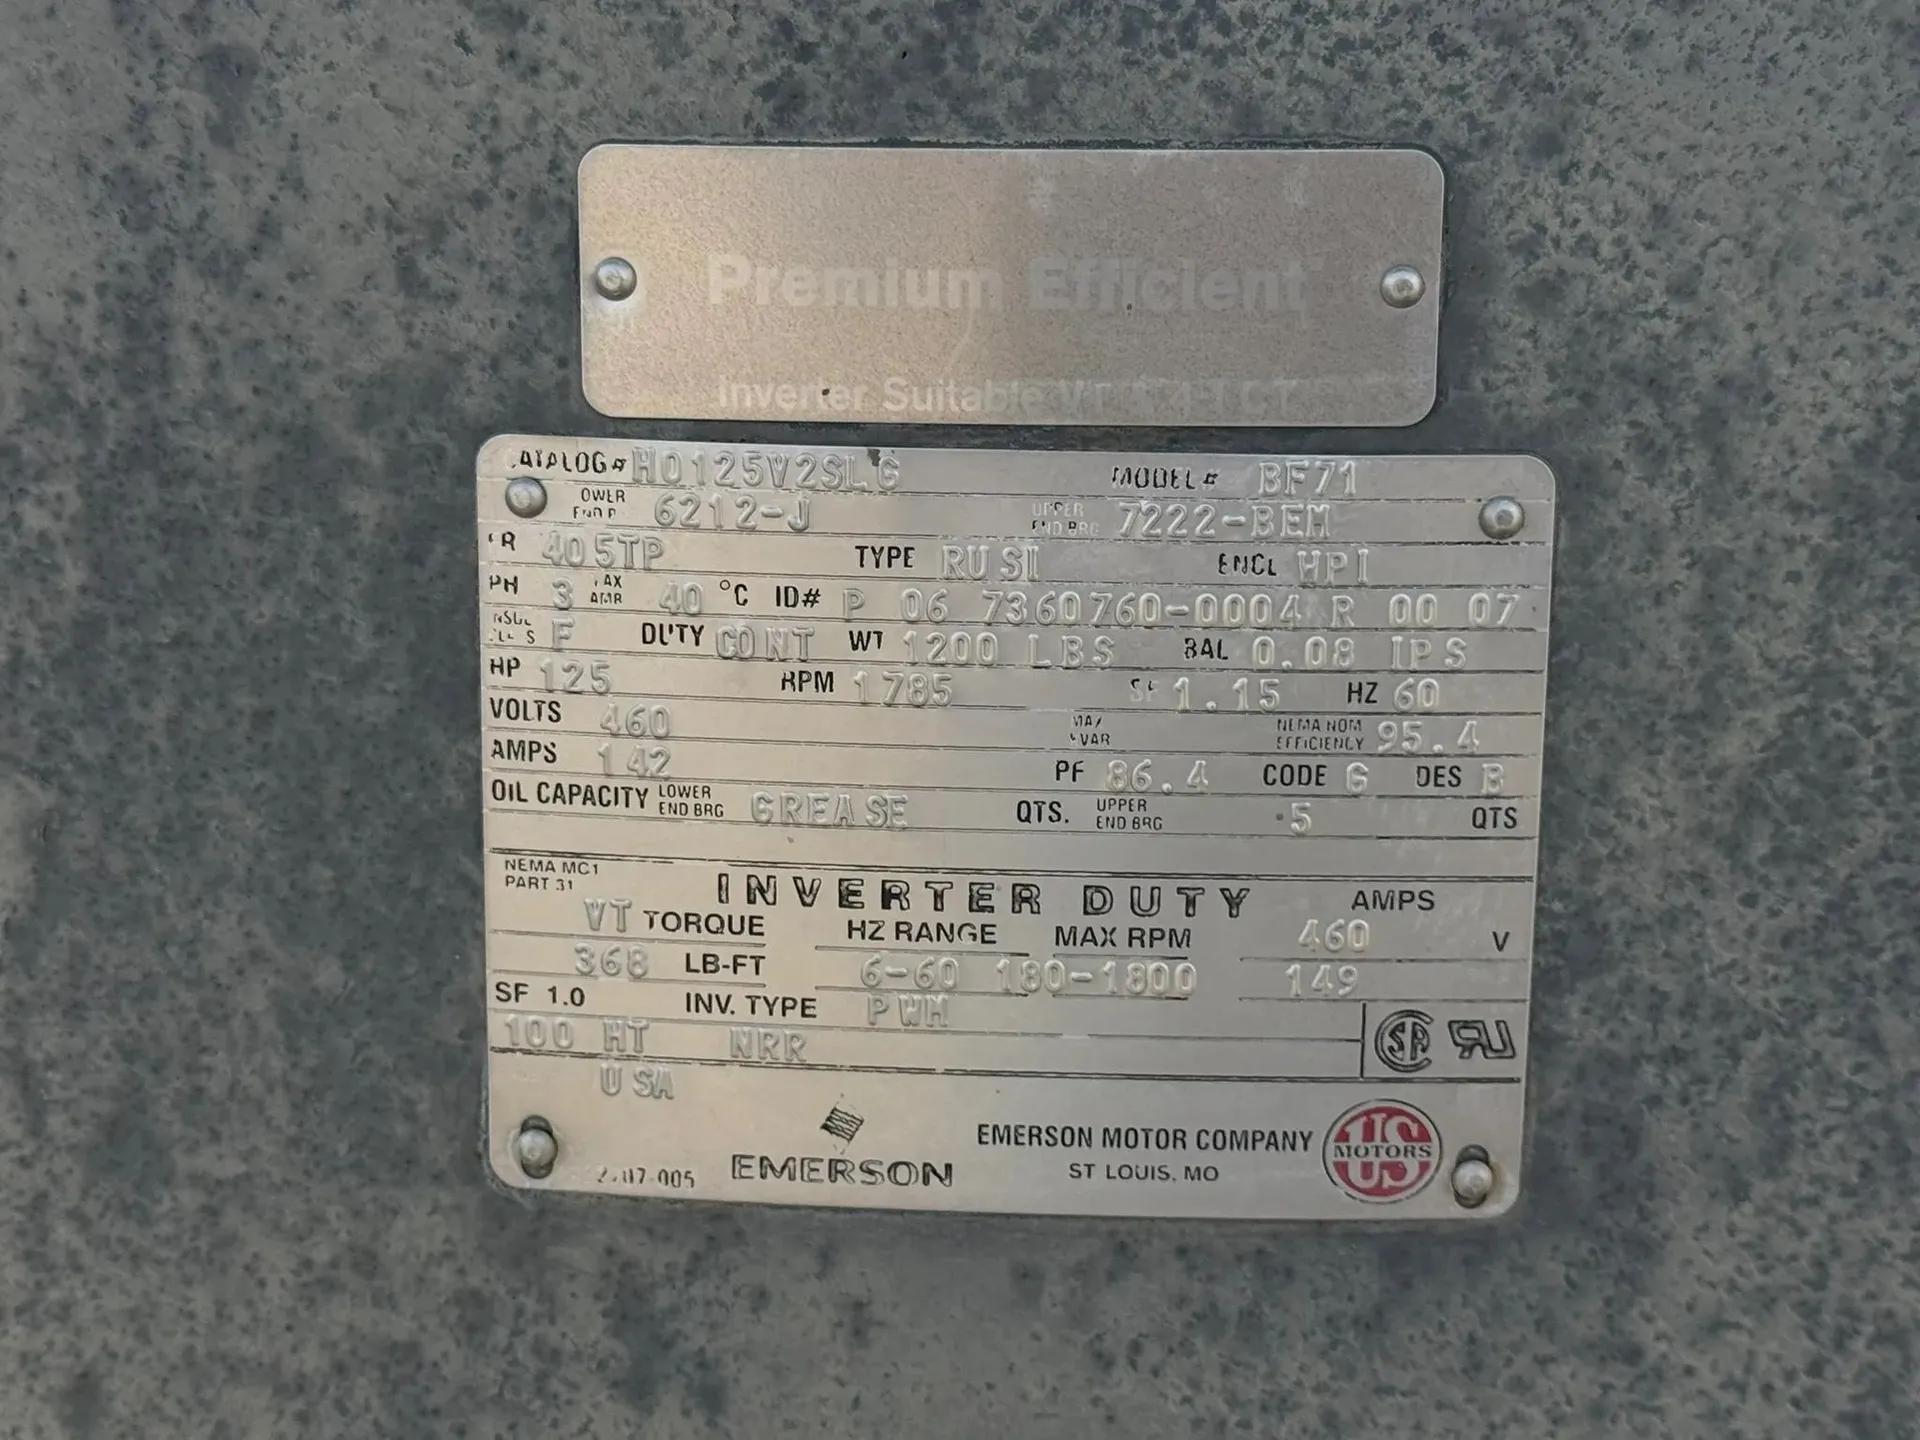 Premium Efficient
Inverter Suitable VT & 4-1 CT
CATALOG# HO125V2SLG MODEL# BF71
LOWER END BRG 6212-J UPPER END BRG 7222-BEM
FR 405TP TYPE RUSI ENCL WPI
PH 3 MAX AMB 40 °C ID# P 06 7360760-0004 R 00 07
INSUL CLASS F DUTY CONT WT 1200 LBS BAL 0.08 IPS
HP 125 RPM 1785 SF 1.15 HZ 60
VOLTS 460 MAX KVAR NEMA NOM EFFICIENCY 95.4
AMPS 142 PF 86.4 CODE G DES B
OIL CAPACITY LOWER END BRG GREASE QTS. UPPER END BRG .5 QTS
NEMA MC1 PART 31 INVERTER DUTY AMPS
VT TORQUE HZ RANGE MAX RPM 460 V
368 LB-FT 6-60 180-1800 149
SF 1.0 INV. TYPE PWM
100 HT NRR
USA
EMERSON
EMERSON MOTOR COMPANY
ST LOUIS, MO
US MOTORS